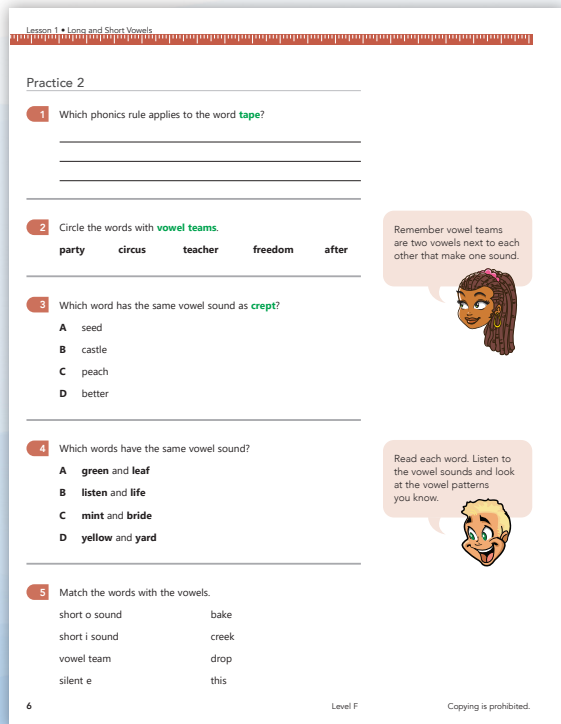 Lesson 1 • Long and Short Vowels
Practice 2
1 Which phonics rule applies to the word tape?
2 Circle the words with vowel teams.
party circus teacher freedom after
Remember vowel teams
are two vowels next to each
other that make one sound.
3 Which word has the same vowel sound as crept?
A seed
B castle
C peach
D better
4 Which words have the same vowel sound?
A green and leaf
B listen and life
C mint and bride
D yellow and yard
Read each word. Listen to
the vowel sounds and look
at the vowel patterns
you know.
5 Match the words with the vowels.
short o sound bake
short i sound creek
vowel team drop
silent e this
6 Level F Copying is prohibited.